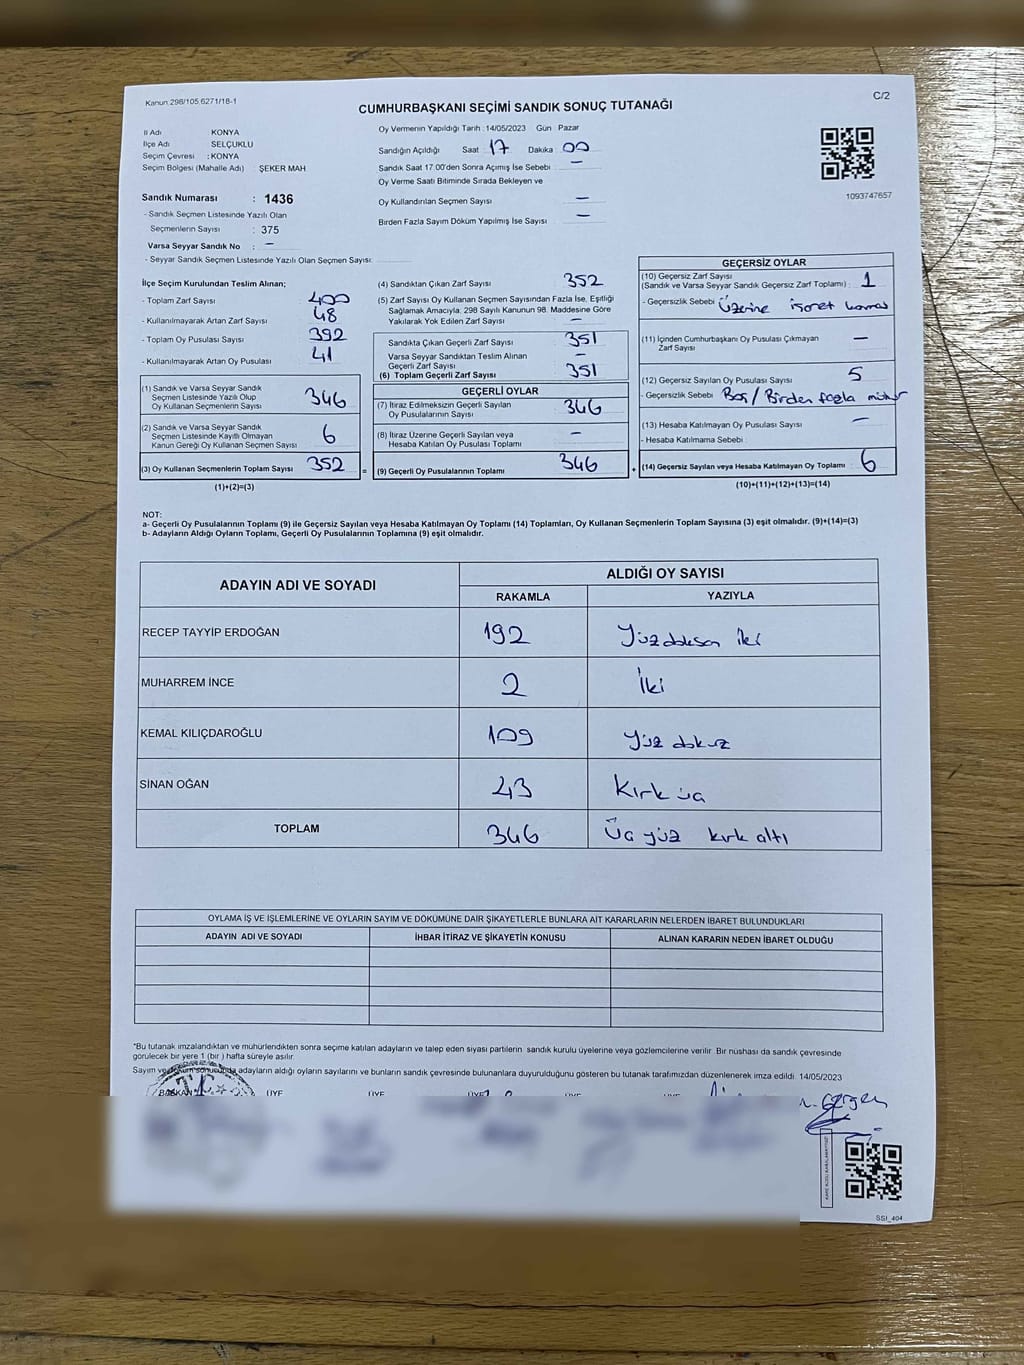 Kanun:298/105.6271/18-1
C/2
CUMHURBAŞKANI SEÇİMİ SANDIK SONUÇ TUTANAĞI
İl Adı KONYA
İlçe Adı SELÇUKLU
Seçim Çevresi : KONYA
Seçim Bölgesi (Mahalle Adı) ŞEKER MAH
Sandık Numarası : 1436
- Sandık Seçmen Listesinde Yazılı Olan
Seçmenlerin Sayısı : 375
Varsa Seyyar Sandık No : -
- Seyyar Sandık Seçmen Listesinde Yazılı Olan Seçmen Sayısı:
Oy Vermenin Yapıldığı Tarih :14/05/2023 Gün Pazar
Sandığın Açıldığı Saat 17 Dakika 00
Sandık Saat 17:00'den Sonra Açılmış İse Sebebi -
Oy Verme Saati Bitiminde Sırada Bekleyen ve
Oy Kullandırılan Seçmen Sayısı -
Birden Fazla Sayım Döküm Yapılmış İse Sayısı -
1093747657
İlçe Seçim Kurulundan Teslim Alınan;
- Toplam Zarf Sayısı 400
- Kullanılmayarak Artan Zarf Sayısı 48
- Toplam Oy Pusulası Sayısı 392
- Kullanılmayarak Artan Oy Pusulası 41
(1) Sandık ve Varsa Seyyar Sandık
Seçmen Listesinde Yazılı Olup
Oy Kullanan Seçmenlerin Sayısı 346
(2) Sandık ve Varsa Seyyar Sandık
Seçmen Listesinde Kayıtlı Olmayan
Kanun Gereği Oy Kullanan Seçmen Sayısı 6
(3) Oy Kullanan Seçmenlerin Toplam Sayısı 352 =
(1)+(2)=(3)
(4) Sandıktan Çıkan Zarf Sayısı 352
(5) Zarf Sayısı Oy Kullanan Seçmen Sayısından Fazla İse, Eşitliği
Sağlamak Amacıyla; 298 Sayılı Kanunun 98. Maddesine Göre
Yakılarak Yok Edilen Zarf Sayısı -
Sandıkta Çıkan Geçerli Zarf Sayısı 351
Varsa Seyyar Sandıktan Teslim Alınan
Geçerli Zarf Sayısı -
(6) Toplam Geçerli Zarf Sayısı 351
GEÇERLİ OYLAR
(7) İtiraz Edilmeksizin Geçerli Sayılan
Oy Pusulalarının Sayısı 346
(8) İtiraz Üzerine Geçerli Sayılan veya
Hesaba Katılan Oy Pusulası Toplamı -
(9) Geçerli Oy Pusulalarının Toplamı 346 +
GEÇERSİZ OYLAR
(10) Geçersiz Zarf Sayısı
(Sandık ve Varsa Seyyar Sandık Geçersiz Zarf Toplamı) : 1
- Geçersizlik Sebebi Üzerine işaret
(11) İçinden Cumhurbaşkanı Oy Pusulası Çıkmayan
Zarf Sayısı -
(12) Geçersiz Sayılan Oy Pusulası Sayısı 5
- Geçersizlik Sebebi Boş / Birden fazla mühür
(13) Hesaba Katılmayan Oy Pusulası Sayısı -
- Hesaba Katılmama Sebebi
(14) Geçersiz Sayılan veya Hesaba Katılmayan Oy Toplamı 6
(10)+(11)+(12)+(13)=(14)
NOT:
a- Geçerli Oy Pusulalarının Toplamı (9) ile Geçersiz Sayılan veya Hesaba Katılmayan Oy Toplamı (14) Toplamları, Oy Kullanan Seçmenlerin Toplam Sayısına (3) eşit olmalıdır. (9)+(14)=(3)
b- Adayların Aldığı Oyların Toplamı, Geçerli Oy Pusulalarının Toplamına (9) eşit olmalıdır.
ADAYIN ADI VE SOYADI
ALDIĞI OY SAYISI
RAKAMLA YAZIYLA
RECEP TAYYİP ERDOĞAN 192 Yüz doksan iki
MUHARREM İNCE 2 İki
KEMAL KILIÇDAROĞLU 109 Yüz dokuz
SİNAN OĞAN 43 Kırk üç
TOPLAM 346 Üç yüz kırk altı
OYLAMA İŞ VE İŞLEMLERİNE VE OYLARIN SAYIM VE DÖKÜMÜNE DAİR ŞİKAYETLERLE BUNLARA AİT KARARLARIN NELERDEN İBARET BULUNDUKLARI
ADAYIN ADI VE SOYADI İHBAR İTİRAZ VE ŞİKAYETİN KONUSU ALINAN KARARIN NEDEN İBARET OLDUĞU
*Bu tutanak imzalandıktan ve mühürlendikten sonra seçime katılan adayların ve talep eden siyasi partilerin sandık kurulu üyelerine veya gözlemcilerine verilir. Bir nüshası da sandık çevresinde
görülecek bir yere 1 (bir ) hafta süreyle asılır.
Sayım ve döküm sonucunda adayların aldığı oyların sayılarını ve bunların sandık çevresinde bulunanlara duyurulduğunu gösteren bu tutanak tarafımızdan düzenlenerek imza edildi. 14/05/2023
BAŞKAN ÜYE ÜYE ÜYE ÜYE ÜYE
SSI_404